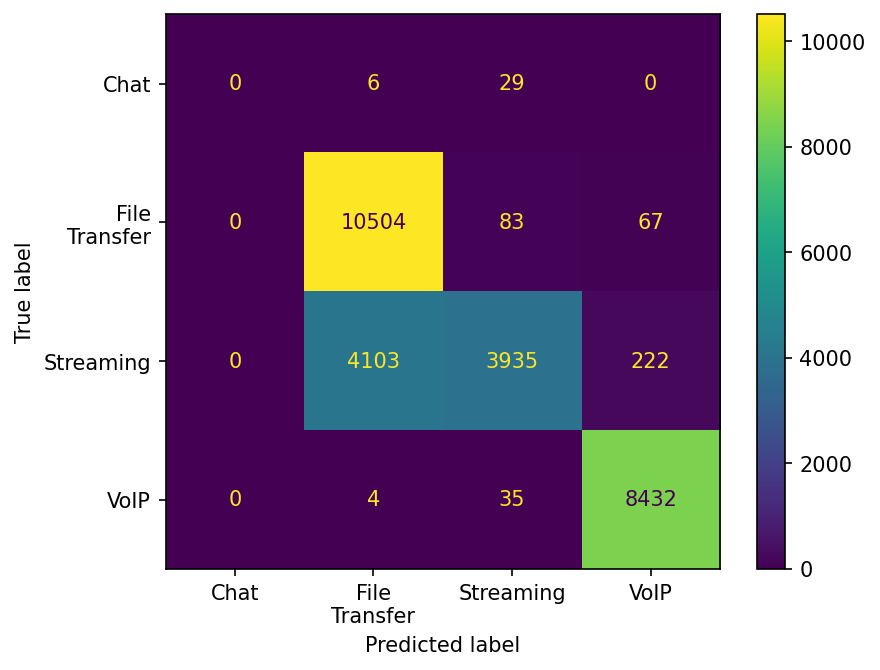 Chat 0 6 29 0
File
Transfer 0 10504 83 67
Streaming 0 4103 3935 222
VoIP 0 4 35 8432
True label
Chat File Streaming VoIP
Transfer
Predicted label
10000
8000
6000
4000
2000
0